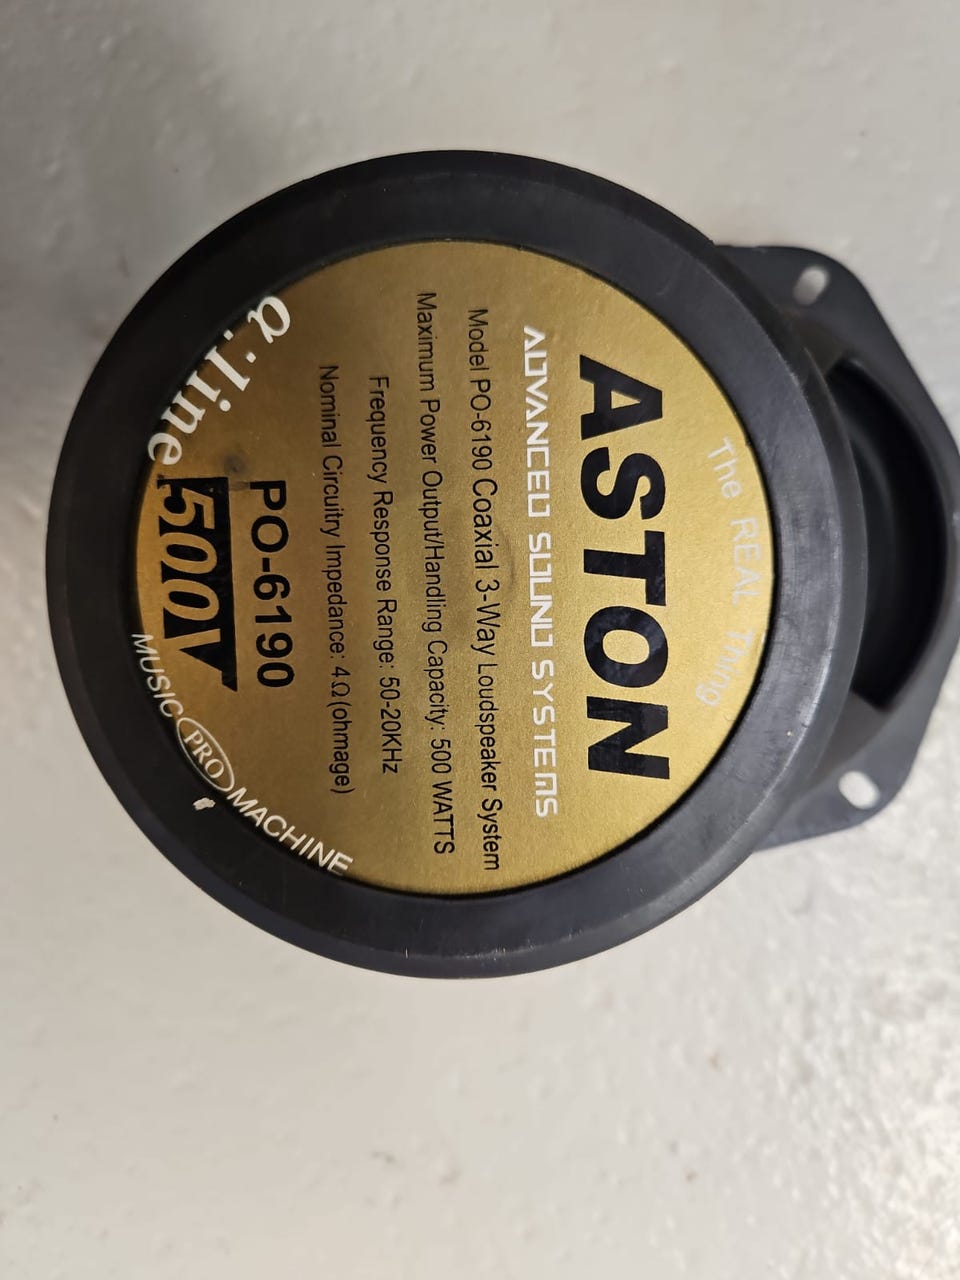 The REAL Thing
ASTON
ADVANCED SOUND SYSTEMS
Model PO-6190 Coaxial 3-Way Loudspeaker System
Maximum Power Output/Handling Capacity: 500 WATTS
Frequency Response Range: 50-20KHz
Nominal Circuitry Impedance: 4Ω(ohmage)
PO-6190
a:line 500W
MUSIC PRO MACHINE